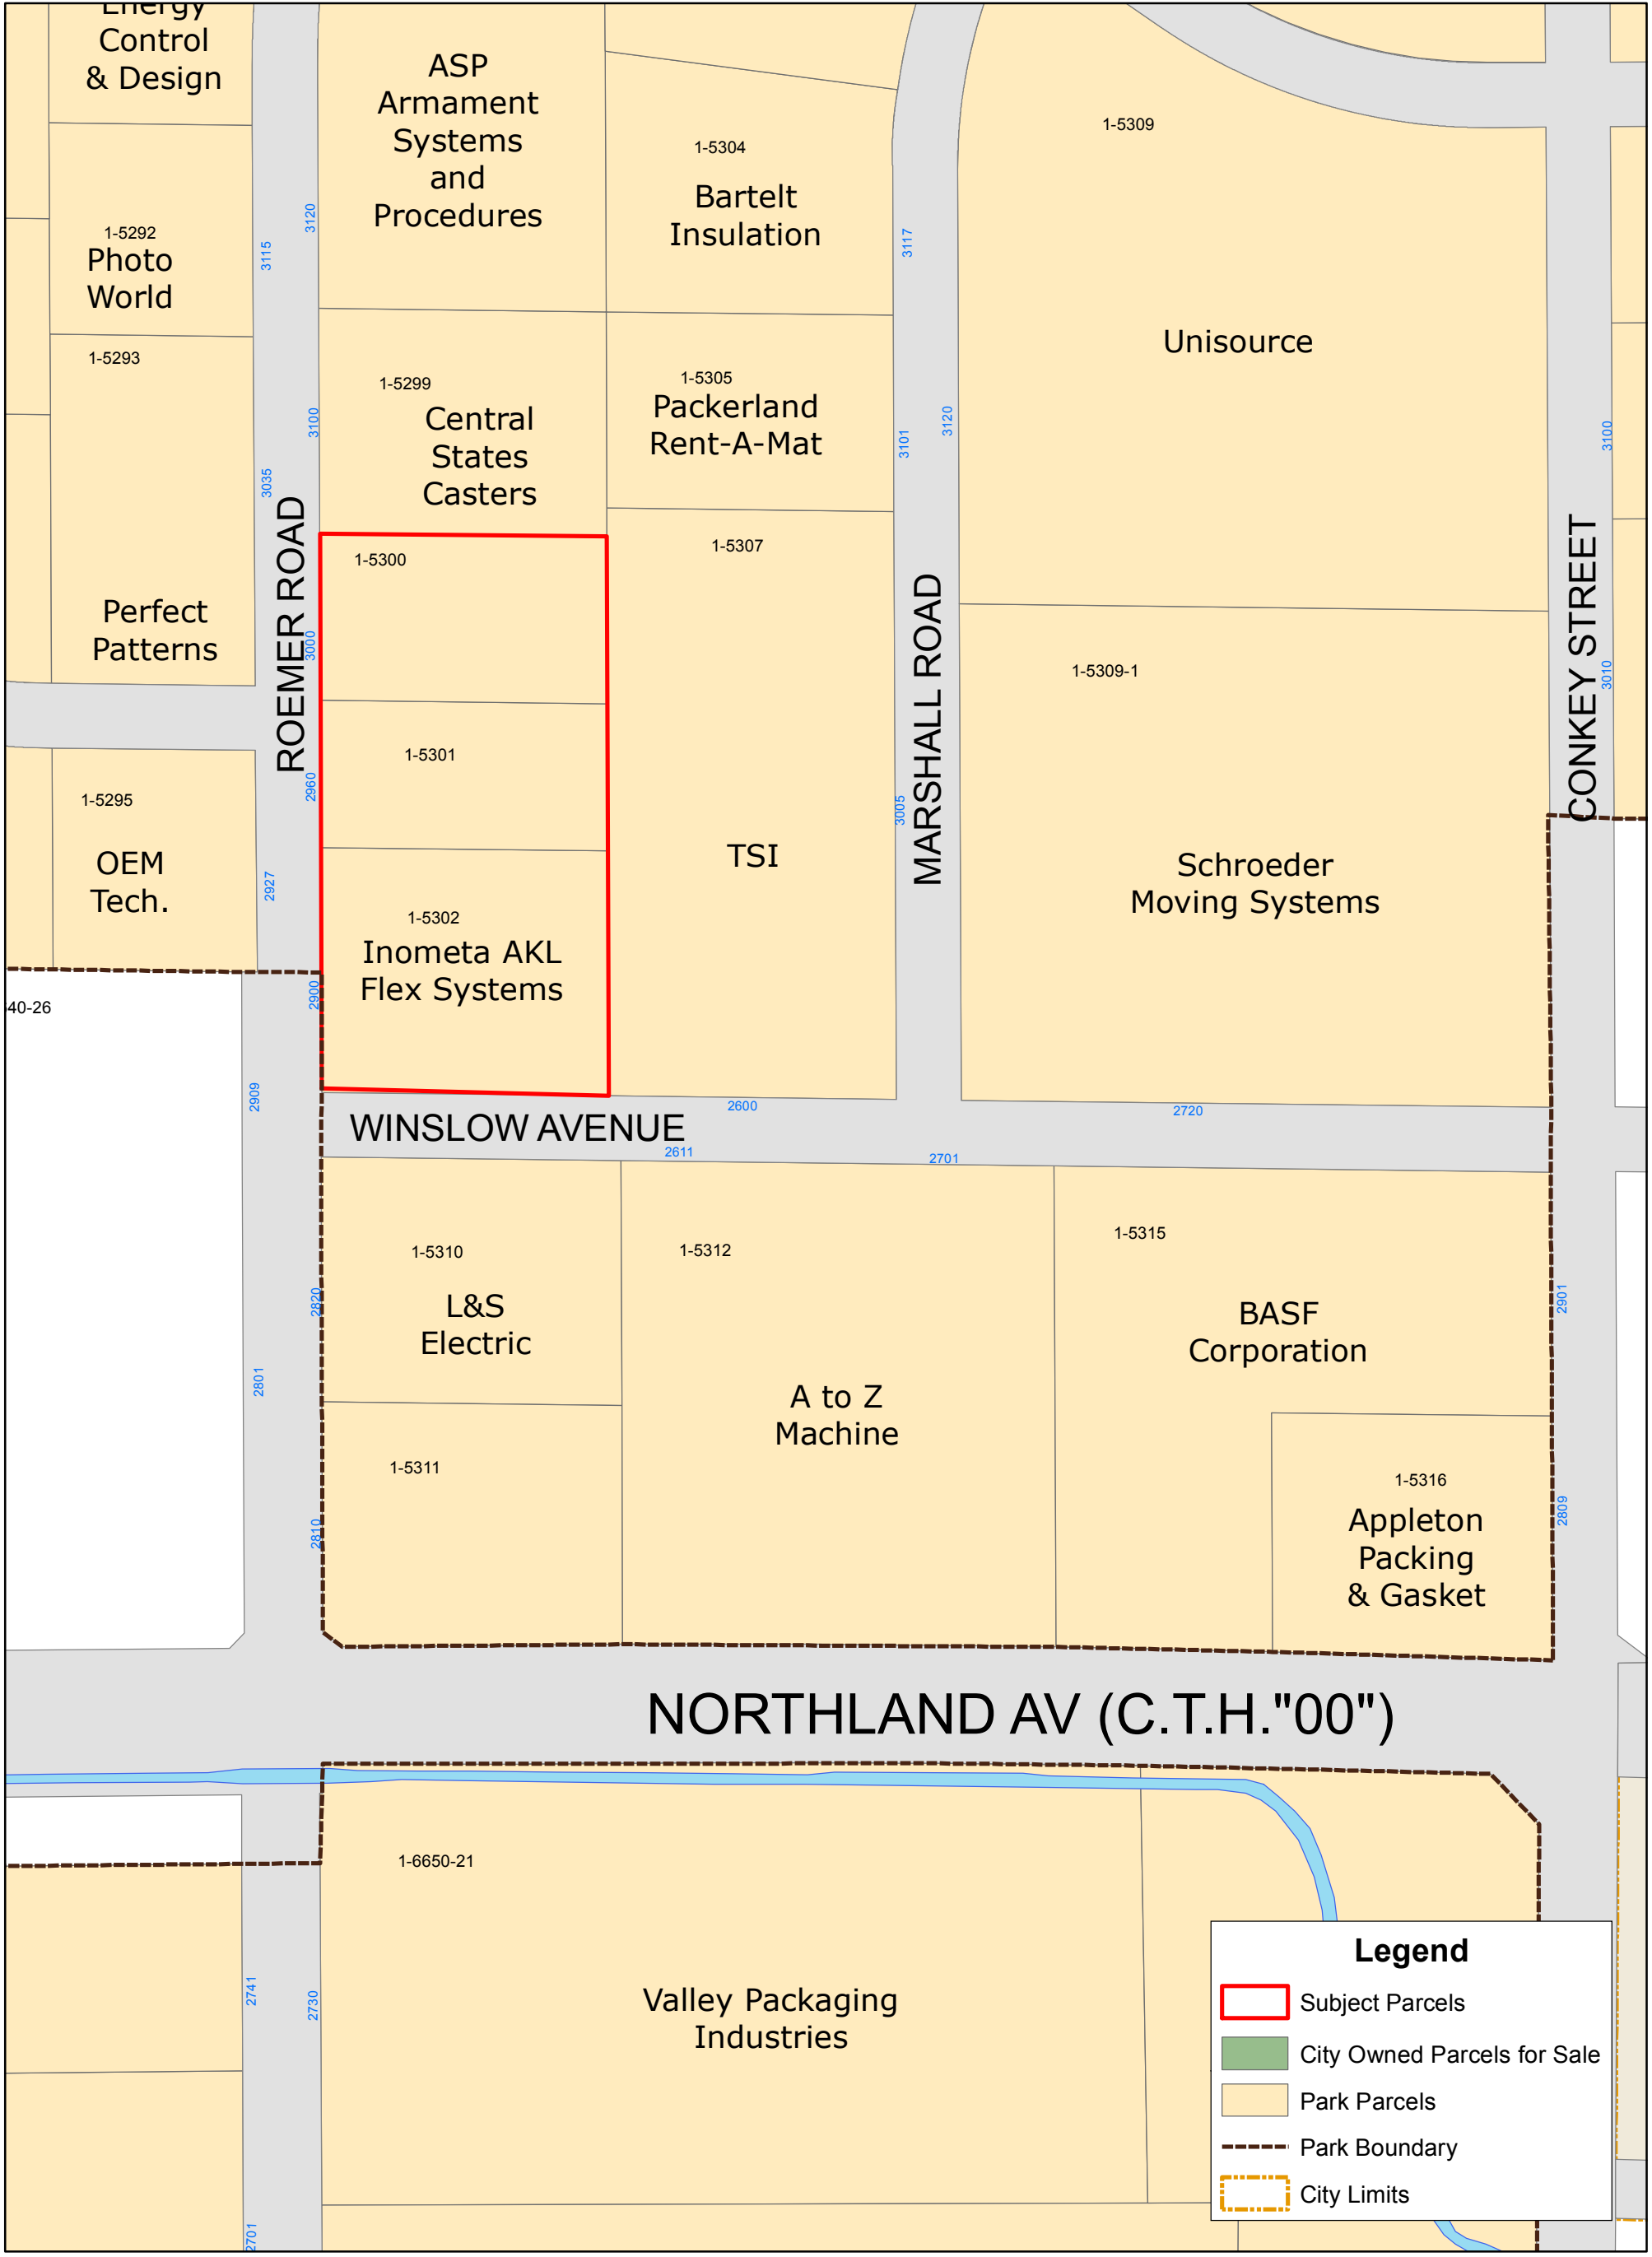 Energy
Control
& Design
ASP
Armament
Systems
and
Procedures
1-5304
Bartelt
Insulation
1-5309
Unisource
1-5292
Photo
World
3115
3120
3117
1-5293
Perfect
Patterns
3035
3100
1-5299
Central
States
Casters
1-5305
Packerland
Rent-A-Mat
3101
3120
3100
ROEMER ROAD
3000
1-5300
1-5301
2960
1-5307
TSI
MARSHALL ROAD
3005
1-5309-1
Schroeder
Moving Systems
CONKEY STREET
3010
1-5295
OEM
Tech.
2927
1-5302
Inometa AKL
Flex Systems
2900
40-26
2909
2600
2720
WINSLOW AVENUE
2611
2701
1-5310
L&S
Electric
2820
2801
1-5312
A to Z
Machine
1-5315
BASF
Corporation
2901
1-5311
2810
1-5316
Appleton
Packing
& Gasket
2809
NORTHLAND AV (C.T.H."00")
1-6650-21
Valley Packaging
Industries
2741
2730
2701
Legend
Subject Parcels
City Owned Parcels for Sale
Park Parcels
Park Boundary
City Limits